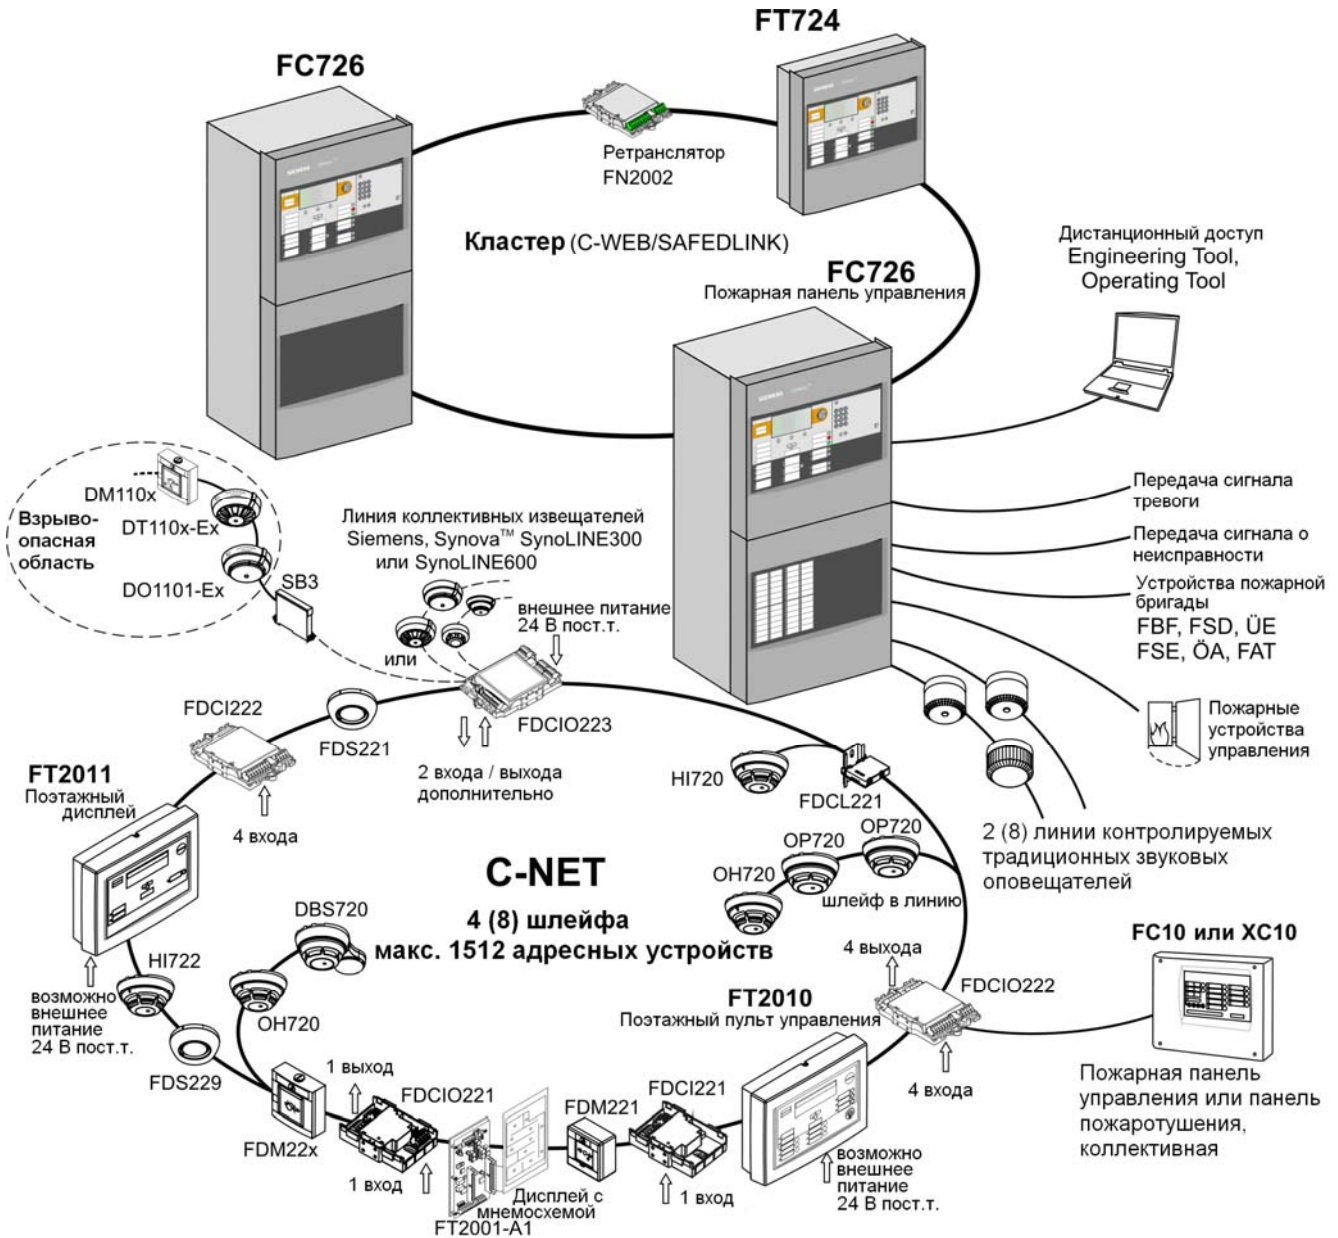 FT724
FC726
Ретранслятор
FN2002
Кластер (C-WEB/SAFEDLINK)
FC726
Пожарная панель управления
Дистанционный доступ
Engineering Tool,
Operating Tool
DM110x
Взрыво-
опасная
область
DT110x-Ex
DO1101-Ex
SB3
Линия коллективных извещателей
Siemens, Synova™ SynoLINE300
или SynoLINE600
внешнее питание
24 В пост.т.
или
Передача сигнала
тревоги
Передача сигнала о
неисправности
Устройства пожарной
бригады
FBF, FSD, ÜE
FSE, ÖA, FAT
Пожарные
устройства
управления
FDCI222
FDS221
FDCIO223
2 входа / выхода
дополнительно
FT2011
Поэтажный
дисплей
4 входа
HI720
FDCL221
2 (8) линии контролируемых
традиционных звуковых
оповещателей
OP720
OP720
OH720
шлейф в линию
C-NET
4 (8) шлейфа
макс. 1512 адресных устройств
DBS720
HI722
OH720
возможно
внешнее
питание
24 В пост.т.
FDS229
FDM22x
4 выхода
FDCIO222
4 входа
FC10 или XC10
Пожарная панель
управления или панель
пожаротушения,
коллективная
FT2010
Поэтажный пульт управления
1 выход
FDCIO221
1 вход
FDM221
FDCI221
1 вход
Дисплей с
мнемосхемой
FT2001-A1
возможно
внешнее
питание
24 В пост.т.